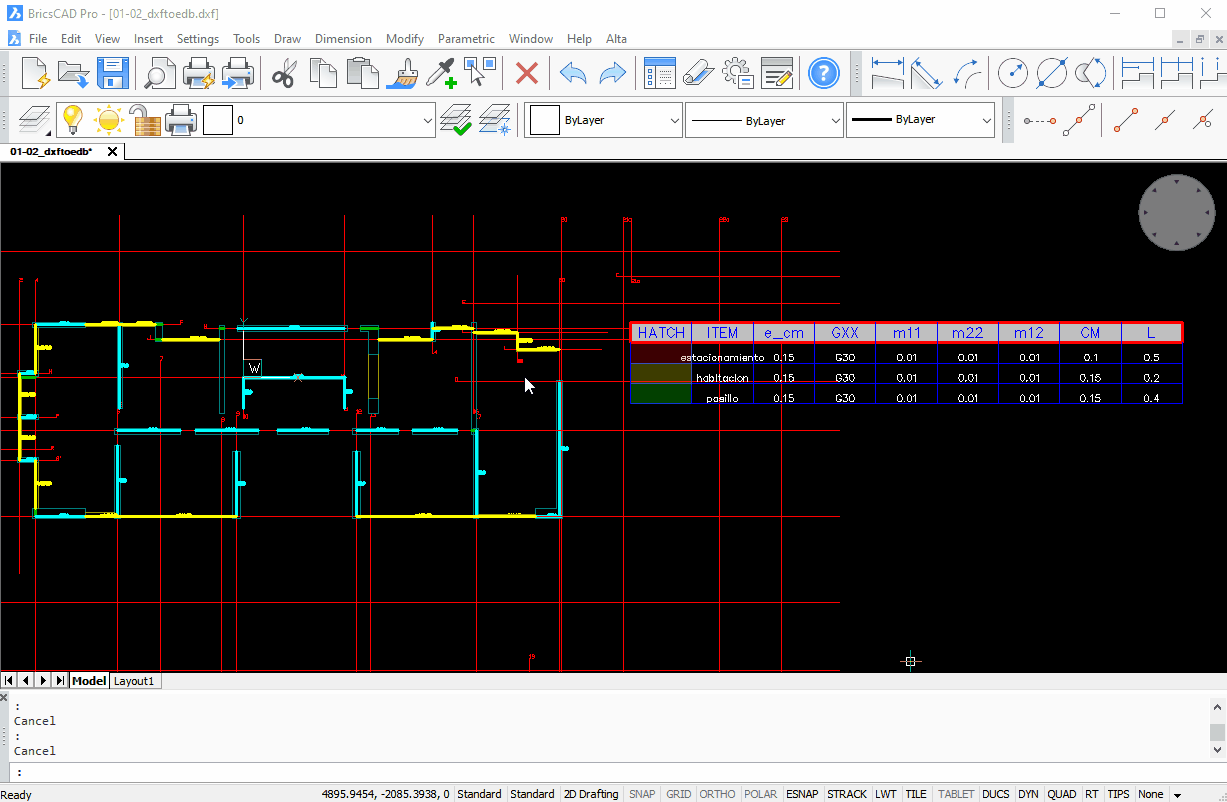 BricsCAD Pro - [01-02_dxftoedb.dxf]
File Edit View Insert Settings Tools Draw Dimension Modify Parametric Window Help Alta
0 ByLayer ByLayer ByLayer
01-02_dxftoedb*
HATCH ITEM e_cm GXX m11 m22 m12 CM L
estacionamiento 0.15 G30 0.01 0.01 0.01 0.1 0.5
habitacion 0.15 G30 0.01 0.01 0.01 0.15 0.2
pasillo 0.15 G30 0.01 0.01 0.01 0.15 0.4
W
Model Layout1
:
Cancel
:
Cancel
:
Ready 4895.9454, -2085.3938, 0 Standard Standard 2D Drafting SNAP GRID ORTHO POLAR ESNAP STRACK LWT TILE TABLET DUCS DYN QUAD RT TIPS None